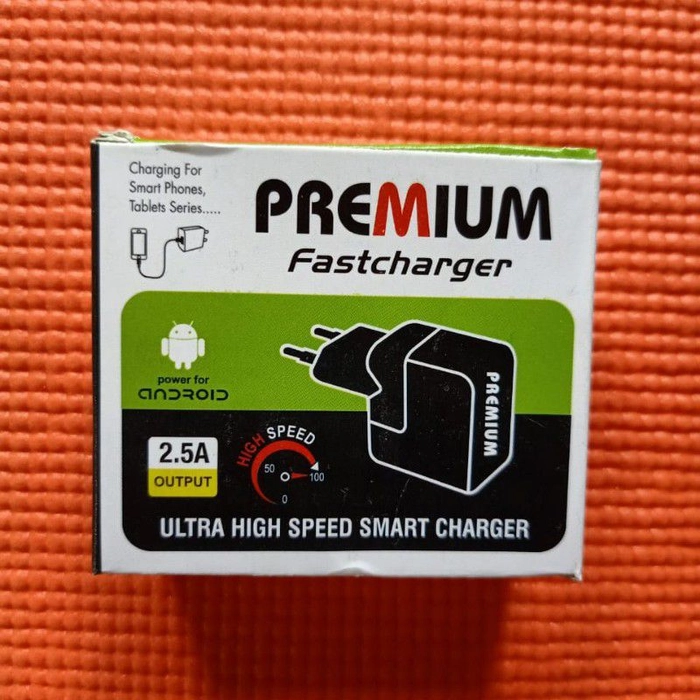 Charging For
Smart Phones,
Tablets Series.....
PREMIUM
Fastcharger
power for
ANDROID
PREMIUM
2.5A
OUTPUT
HIGH SPEED
50
100
0
ULTRA HIGH SPEED SMART CHARGER